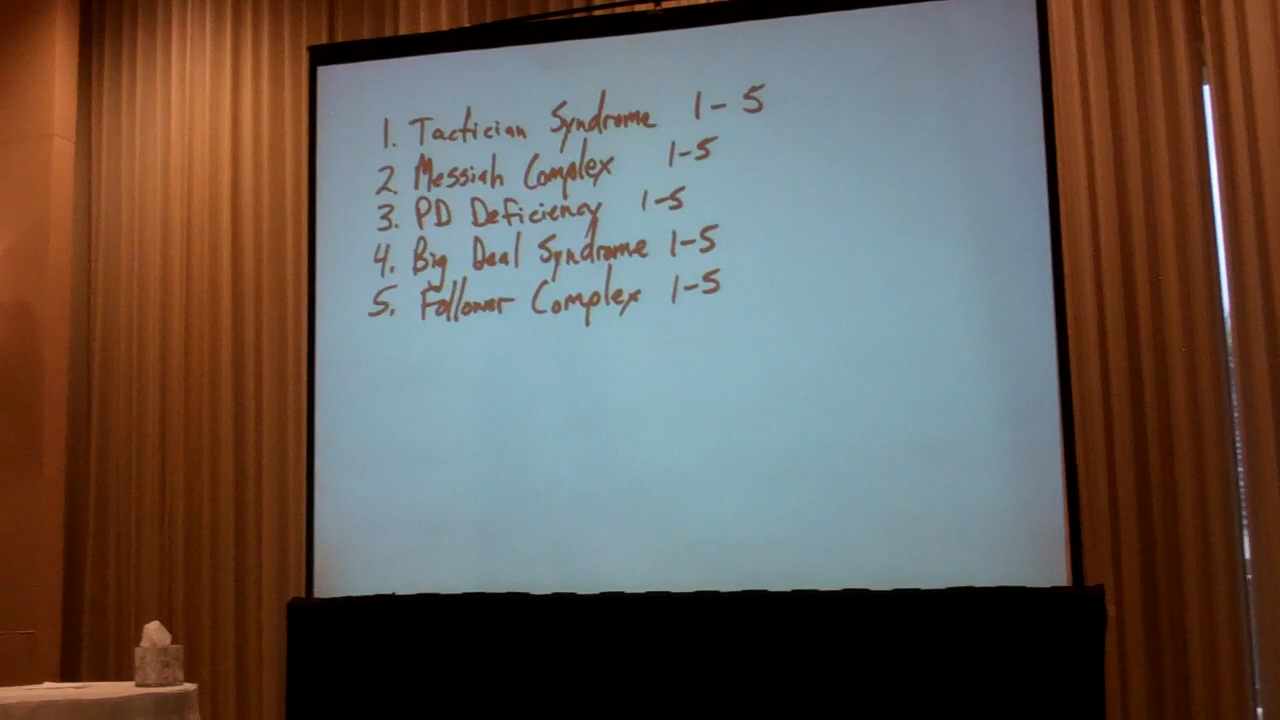 1. Tactician Syndrome 1-5
2. Messiah Complex 1-5
3. PD Deficiency 1-5
4. Big Deal Syndrome 1-5
5. Follower Complex 1-5